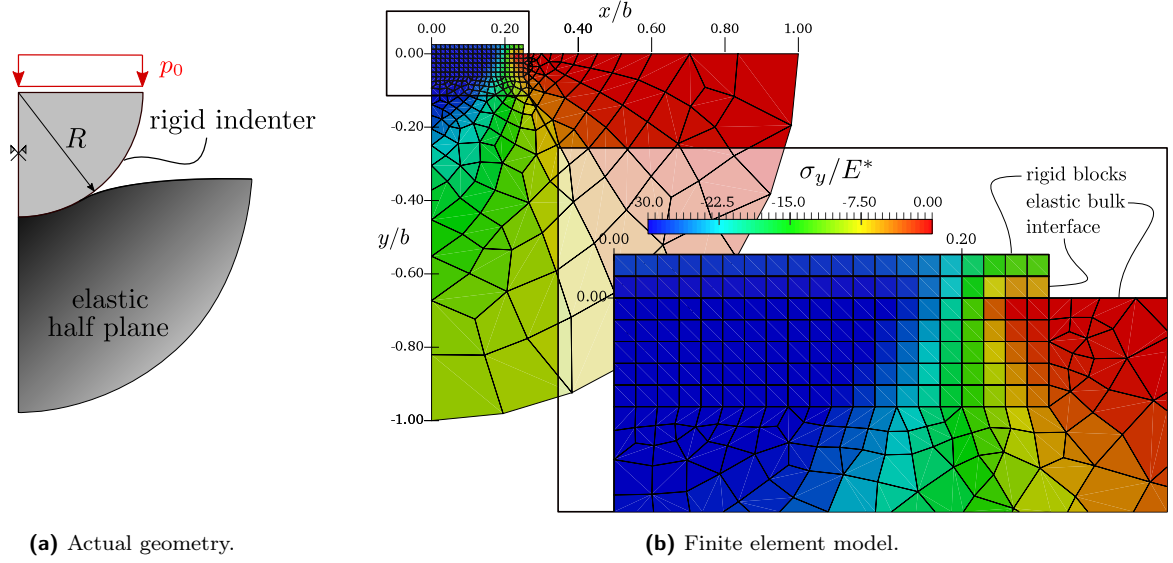 p₀
R
rigid indenter
elastic
half plane
(a) Actual geometry.
x/b
0.00 0.20 0.40 0.60 0.80 1.00
0.00
-0.20
-0.40
y/b
-0.60
-0.80
-1.00
σ_y/E*
30.0 -22.5 -15.0 -7.50 0.00
0.00 0.20
0.00
rigid blocks
elastic bulk
interface
(b) Finite element model.